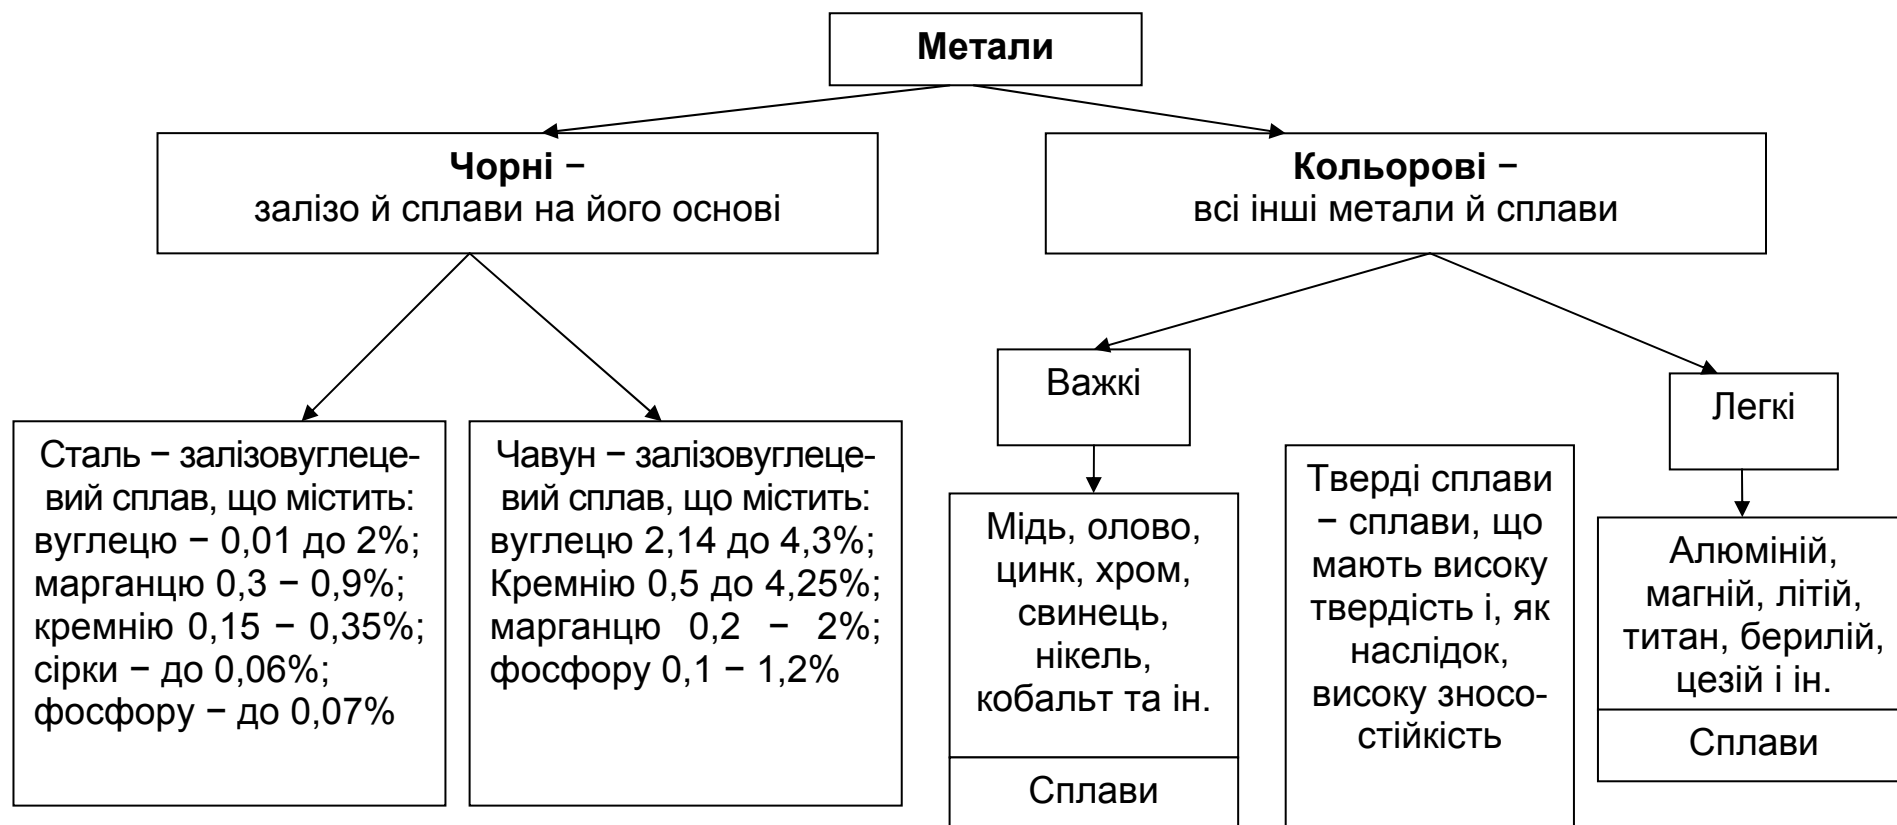 Метали
Чорні −
залізо й сплави на його основі
Кольорові −
всі інші метали й сплави
Сталь − залізовуглеце-
вий сплав, що містить:
вуглецю − 0,01 до 2%;
марганцю 0,3 − 0,9%;
кремнію 0,15 − 0,35%;
сірки − до 0,06%;
фосфору − до 0,07%
Чавун − залізовуглеце-
вий сплав, що містить:
вуглецю 2,14 до 4,3%;
Кремнію 0,5 до 4,25%;
марганцю 0,2 − 2%;
фосфору 0,1 − 1,2%
Важкі
Мідь, олово,
цинк, хром,
свинець,
нікель,
кобальт та ін.
Сплави
Тверді сплави
− сплави, що
мають високу
твердість і, як
наслідок,
високу зносо-
стійкість
Легкі
Алюміній,
магній, літій,
титан, берилій,
цезій і ін.
Сплави